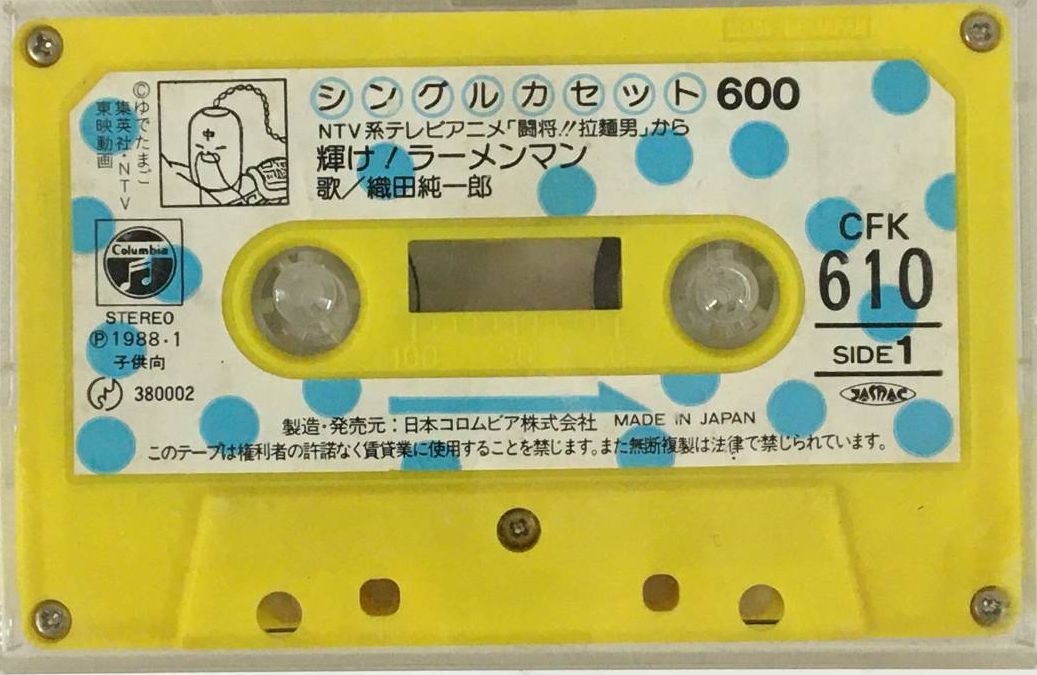 シングルカセット600
NTV系テレビアニメ「闘将!!拉麵男」から
輝け!ラーメンマン
歌/織田純一郎
©ゆでたまご
集英社・NTV
東映動画
中
Columbia
STEREO
Ⓟ1988・1
子供向
380002
CFK
610
SIDE 1
JASRAC
100
製造・発売元:日本コロムビア株式会社 MADE IN JAPAN
このテープは権利者の許諾なく賃貸業に使用することを禁じます。また無断複製は法律で禁じられています。